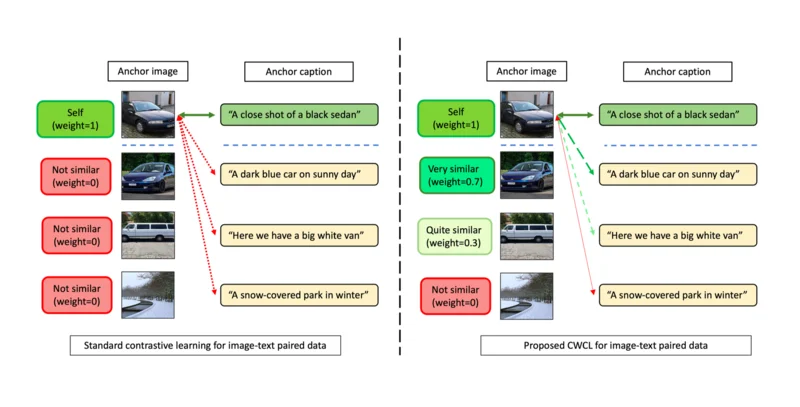 Anchor image
Anchor caption
Self
(weight=1)
“A close shot of a black sedan”
Not similar
(weight=0)
“A dark blue car on sunny day”
Not similar
(weight=0)
“Here we have a big white van”
Not similar
(weight=0)
“A snow-covered park in winter”
Standard contrastive learning for image-text paired data
Anchor image
Anchor caption
Self
(weight=1)
“A close shot of a black sedan”
Very similar
(weight=0.7)
“A dark blue car on sunny day”
Quite similar
(weight=0.3)
“Here we have a big white van”
Not similar
(weight=0)
“A snow-covered park in winter”
Proposed CWCL for image-text paired data